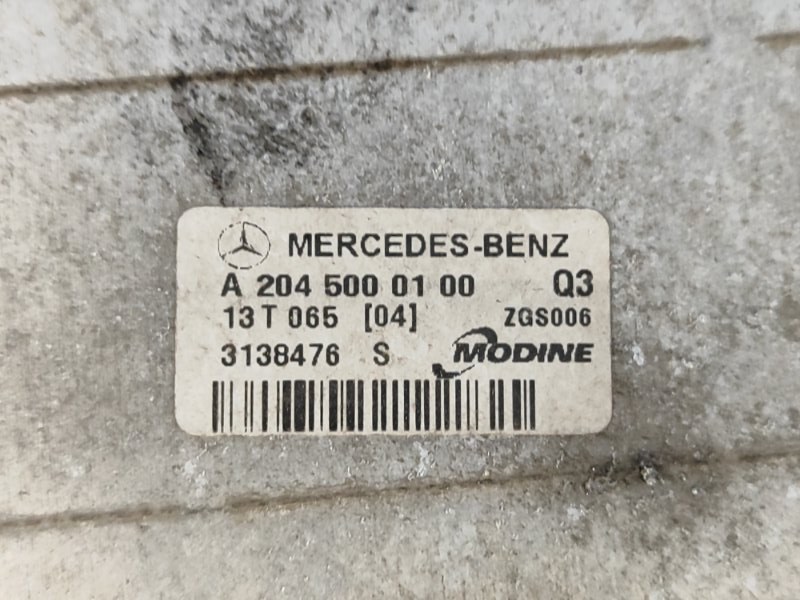 MERCEDES-BENZ
A 204 500 01 00 Q3
13 T 065 [04] ZGS006
3138476 S MODINE